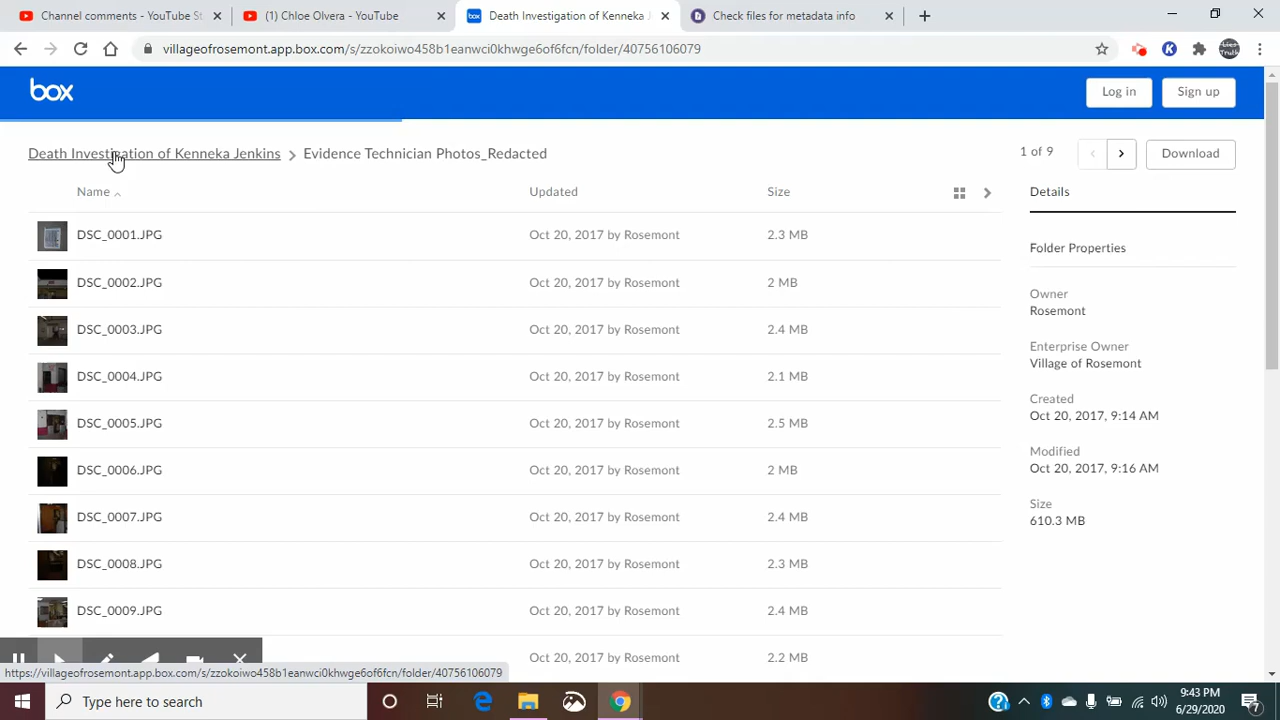 Channel comments - YouTube S
(1) Chloe Olvera - YouTube
Death Investigation of Kenneka J
Check files for metadata info
villageofrosemont.app.box.com/s/zzokoiwo458b1eanwci0khwge6of6fcn/folder/40756106079
box
Log in
Sign up
Death Investigation of Kenneka Jenkins > Evidence Technician Photos_Redacted
1 of 9
Download
Name Updated Size
Details
DSC_0001.JPG Oct 20, 2017 by Rosemont 2.3 MB
DSC_0002.JPG Oct 20, 2017 by Rosemont 2 MB
DSC_0003.JPG Oct 20, 2017 by Rosemont 2.4 MB
DSC_0004.JPG Oct 20, 2017 by Rosemont 2.1 MB
DSC_0005.JPG Oct 20, 2017 by Rosemont 2.5 MB
DSC_0006.JPG Oct 20, 2017 by Rosemont 2 MB
DSC_0007.JPG Oct 20, 2017 by Rosemont 2.4 MB
DSC_0008.JPG Oct 20, 2017 by Rosemont 2.3 MB
DSC_0009.JPG Oct 20, 2017 by Rosemont 2.4 MB
Oct 20, 2017 by Rosemont 2.2 MB
Folder Properties
Owner
Rosemont
Enterprise Owner
Village of Rosemont
Created
Oct 20, 2017, 9:14 AM
Modified
Oct 20, 2017, 9:16 AM
Size
610.3 MB
https://villageofrosemont.app.box.com/s/zzokoiwo458b1eanwci0khwge6of6fcn/folder/40756106079
Type here to search
9:43 PM
6/29/2020